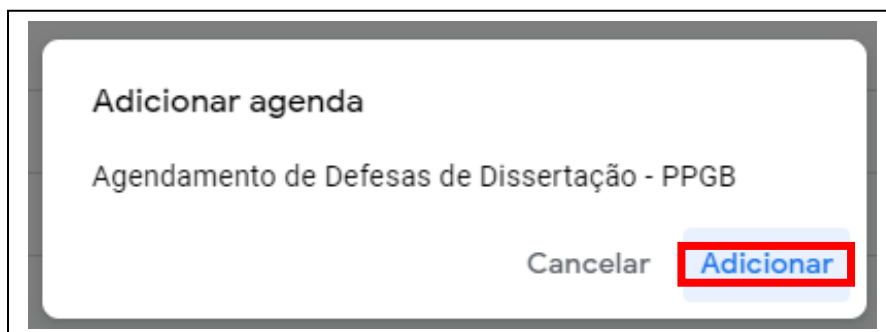 Adicionar agenda
Agendamento de Defesas de Dissertação - PPGB
Cancelar Adicionar